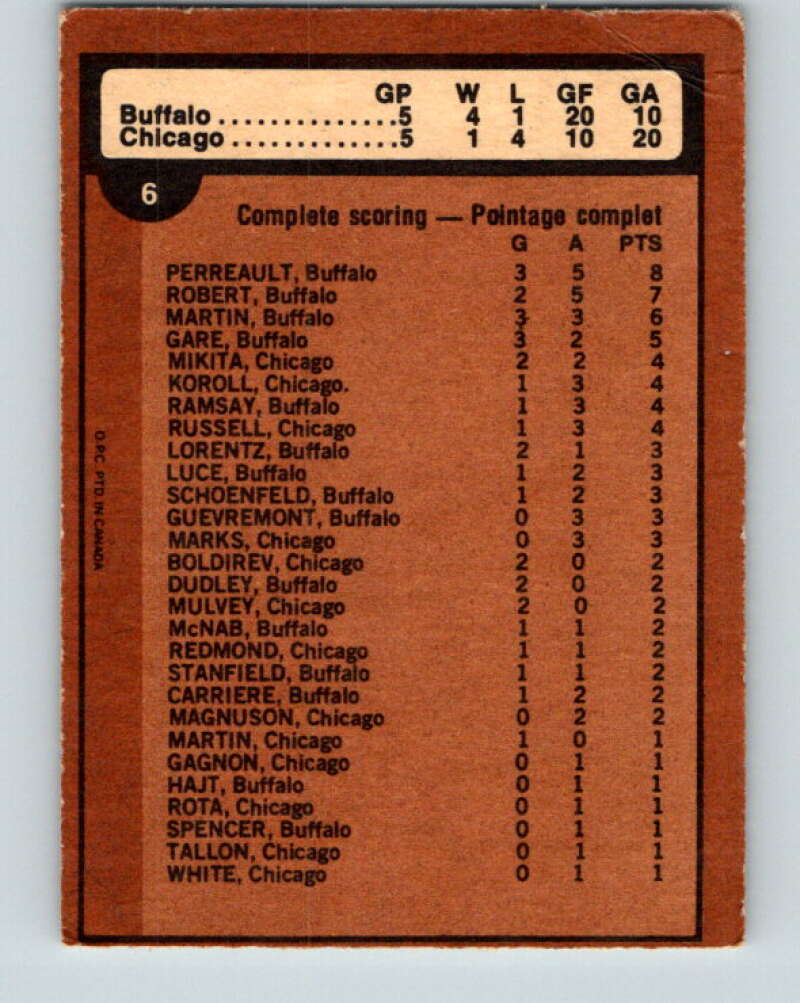 GP W L GF GA
Buffalo ...............5 4 1 20 10
Chicago ..............5 1 4 10 20
6
Complete scoring — Pointage complet
G A PTS
PERREAULT, Buffalo 3 5 8
ROBERT, Buffalo 2 5 7
MARTIN, Buffalo 3 3 6
GARE, Buffalo 3 2 5
MIKITA, Chicago 2 2 4
KOROLL, Chicago. 1 3 4
RAMSAY, Buffalo 1 3 4
RUSSELL, Chicago 1 3 4
LORENTZ, Buffalo 2 1 3
LUCE, Buffalo 1 2 3
SCHOENFELD, Buffalo 1 2 3
GUEVREMONT, Buffalo 0 3 3
MARKS, Chicago 0 3 3
BOLDIREV, Chicago 2 0 2
DUDLEY, Buffalo 2 0 2
MULVEY, Chicago 2 0 2
McNAB, Buffalo 1 1 2
REDMOND, Chicago 1 1 2
STANFIELD, Buffalo 1 1 2
CARRIERE, Buffalo 1 2 2
MAGNUSON, Chicago 0 2 2
MARTIN, Chicago 1 0 1
GAGNON, Chicago 0 1 1
HAJT, Buffalo 0 1 1
ROTA, Chicago 0 1 1
SPENCER, Buffalo 0 1 1
TALLON, Chicago 0 1 1
WHITE, Chicago 0 1 1
O.P.C. PTD. IN CANADA